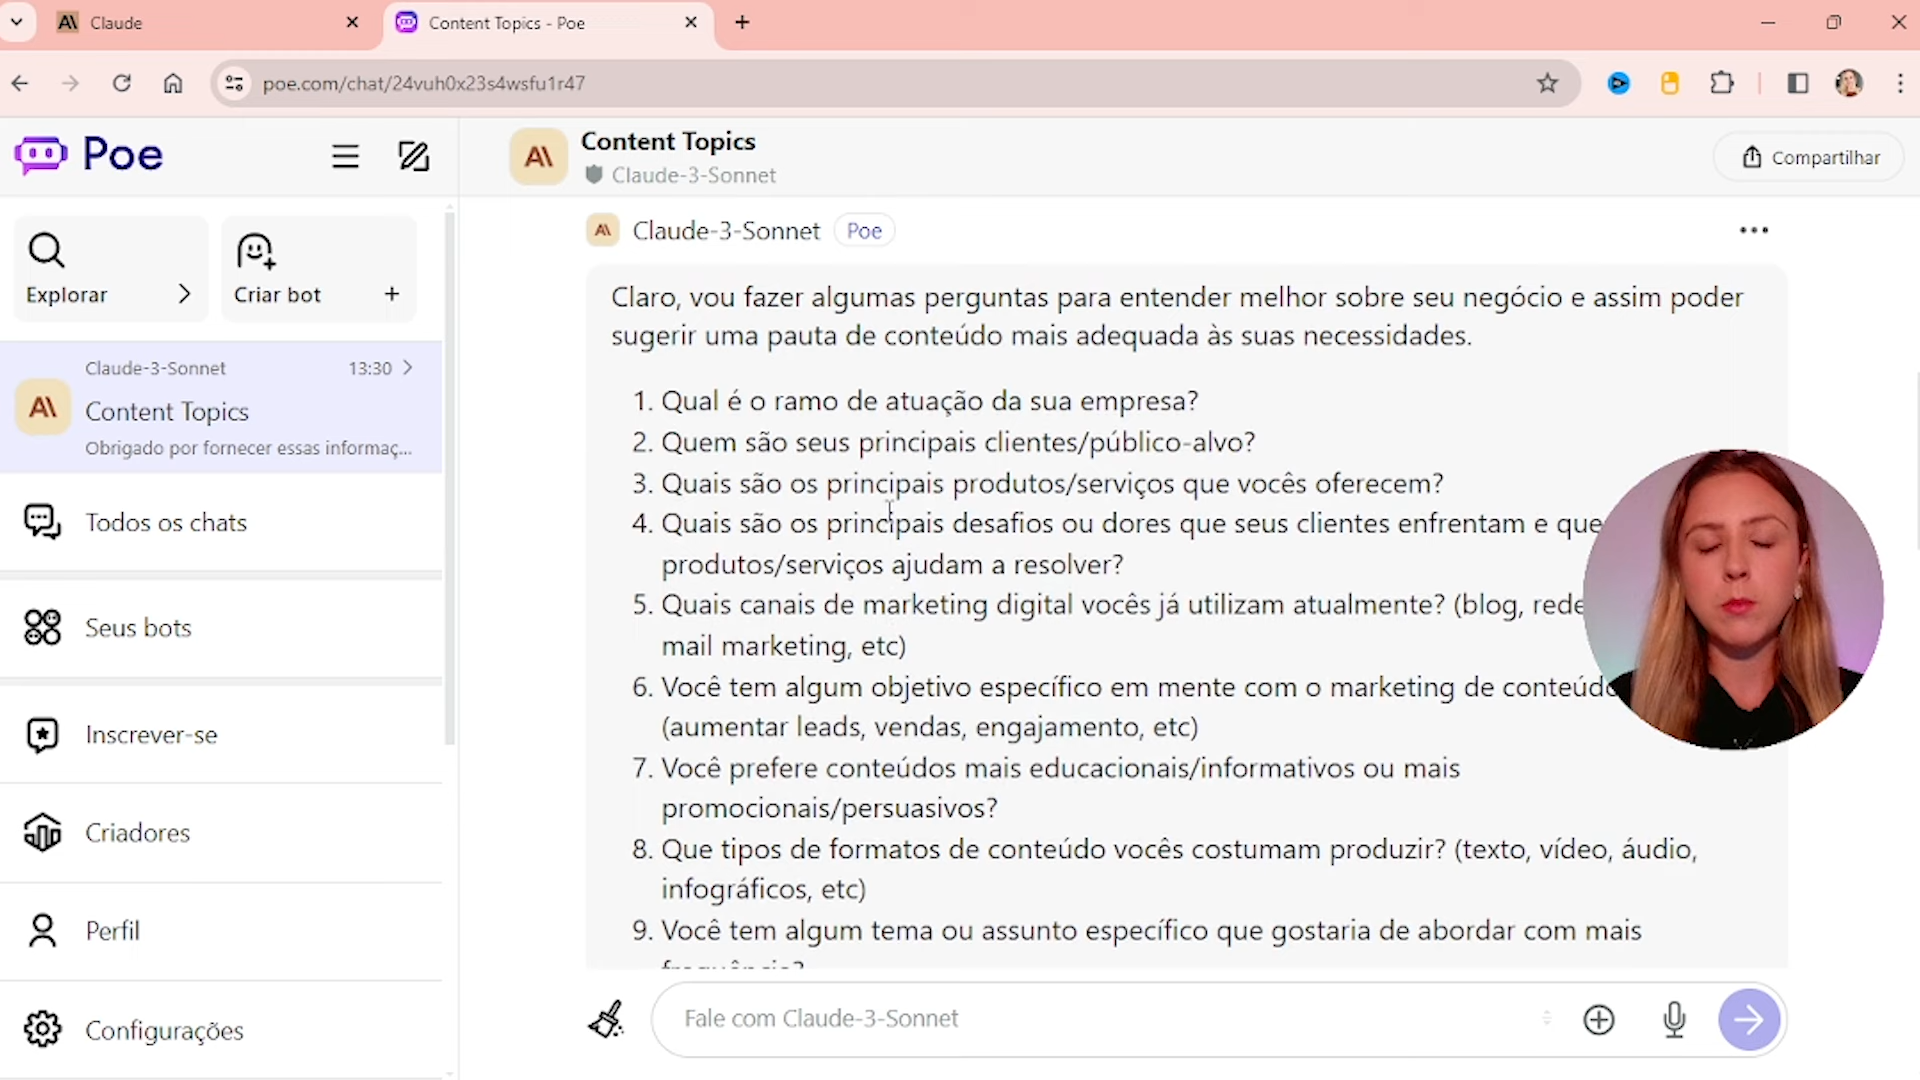 Claude
Content Topics - Poe
poe.com/chat/24vuh0x23s4wsfu1r47
Poe
Explorar
Criar bot
Claude-3-Sonnet 13:30
Content Topics
Obrigado por fornecer essas informaç...
Todos os chats
Seus bots
Inscrever-se
Criadores
Perfil
Configurações
Content Topics
Claude-3-Sonnet
Compartilhar
Claude-3-Sonnet Poe
Claro, vou fazer algumas perguntas para entender melhor sobre seu negócio e assim poder
sugerir uma pauta de conteúdo mais adequada às suas necessidades.
1. Qual é o ramo de atuação da sua empresa?
2. Quem são seus principais clientes/público-alvo?
3. Quais são os principais produtos/serviços que vocês oferecem?
4. Quais são os principais desafios ou dores que seus clientes enfrentam e que
produtos/serviços ajudam a resolver?
5. Quais canais de marketing digital vocês já utilizam atualmente? (blog, rede
mail marketing, etc)
6. Você tem algum objetivo específico em mente com o marketing de conteúdo
(aumentar leads, vendas, engajamento, etc)
7. Você prefere conteúdos mais educacionais/informativos ou mais
promocionais/persuasivos?
8. Que tipos de formatos de conteúdo vocês costumam produzir? (texto, vídeo, áudio,
infográficos, etc)
9. Você tem algum tema ou assunto específico que gostaria de abordar com mais
Fale com Claude-3-Sonnet